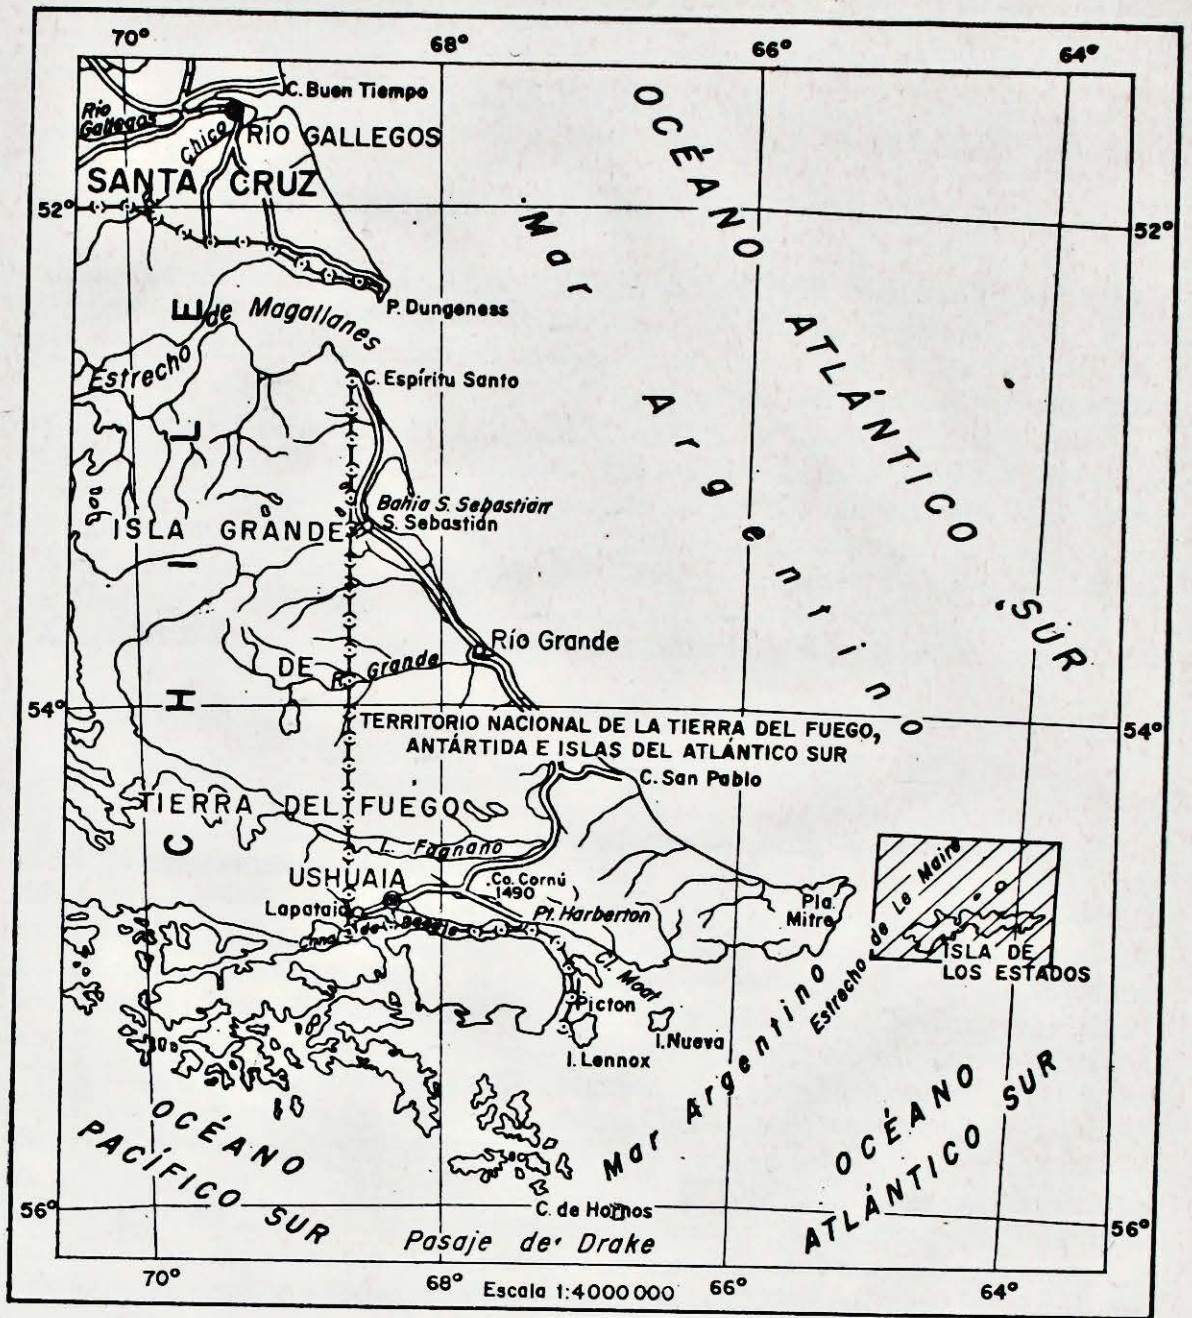 70°
68°
66°
64°
C. Buen Tiempo
Río
Gallegos
Chico
RÍO GALLEGOS
SANTA CRUZ
52°
52°
OCÉANO
ATLÁNTICO
SUR
Mar
Argentino
P. Dungeness
Estrecho de Magallanes
C. Espíritu Santo
CHILE
Bahía S. Sebastián
S. Sebastián
ISLA GRANDE
Río Grande
DE
R. Grande
54°
54°
TERRITORIO NACIONAL DE LA TIERRA DEL FUEGO,
ANTÁRTIDA E ISLAS DEL ATLÁNTICO SUR
C. San Pablo
TIERRA DEL FUEGO
L. Fagnano
USHUAIA
Co. Cornú
1490
Lapataia
Pt. Harberton
Pla.
Mitre
Estrecho de Le Maire
ISLA DE
LOS ESTADOS
Cnal de Beagle
Cl. Moat
I.
Picton
I. Nueva
I. Lennox
Mar Argentino
OCÉANO
ATLÁNTICO SUR
OCÉANO
PACÍFICO SUR
56°
56°
C. de Hornos
Pasaje de Drake
70°
68°
66°
64°
Escala 1:4000000